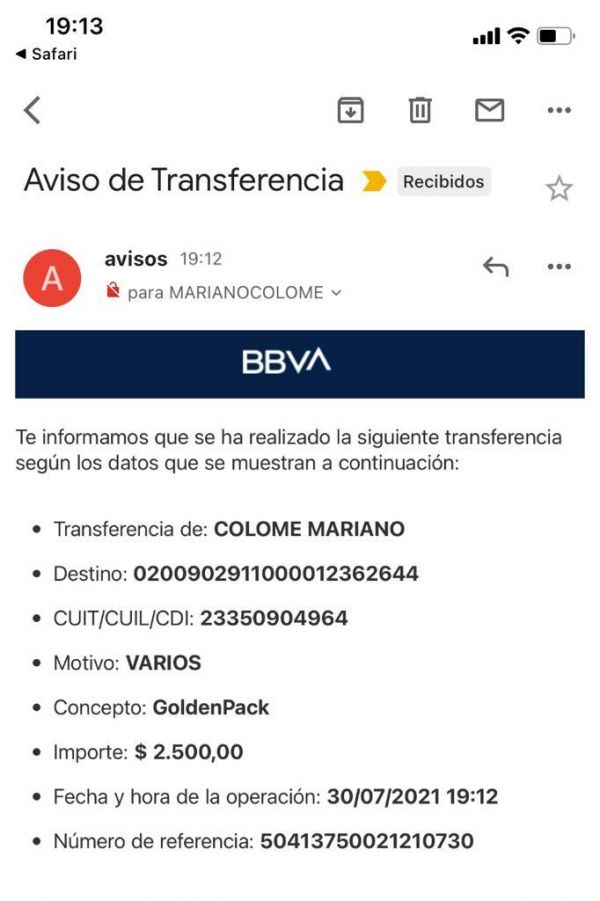 19:13
◀ Safari
Aviso de Transferencia Recibidos
avisos 19:12
A
para MARIANOCOLOME
BBVA
Te informamos que se ha realizado la siguiente transferencia
según los datos que se muestran a continuación:
• Transferencia de: COLOME MARIANO
• Destino: 0200902911000012362644
• CUIT/CUIL/CDI: 23350904964
• Motivo: VARIOS
• Concepto: GoldenPack
• Importe: $ 2.500,00
• Fecha y hora de la operación: 30/07/2021 19:12
• Número de referencia: 50413750021210730